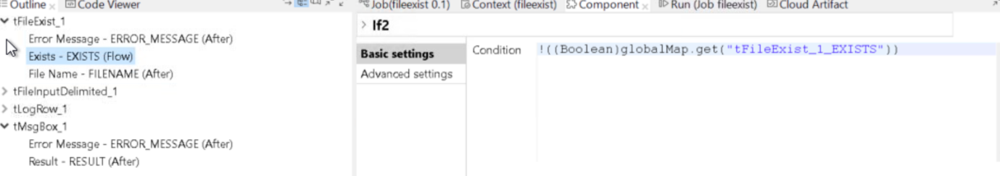 Outline
Code Viewer
tFileExist_1
Error Message - ERROR_MESSAGE (After)
Exists - EXISTS (Flow)
File Name - FILENAME (After)
tFileInputDelimited_1
tLogRow_1
tMsgBox_1
Error Message - ERROR_MESSAGE (After)
Result - RESULT (After)
Job(fileexist 0.1)
Context (fileexist)
Component
Run (Job fileexist)
Cloud Artifact
If2
Basic settings
Advanced settings
Condition
!((Boolean)globalMap.get("tFileExist_1_EXISTS"))